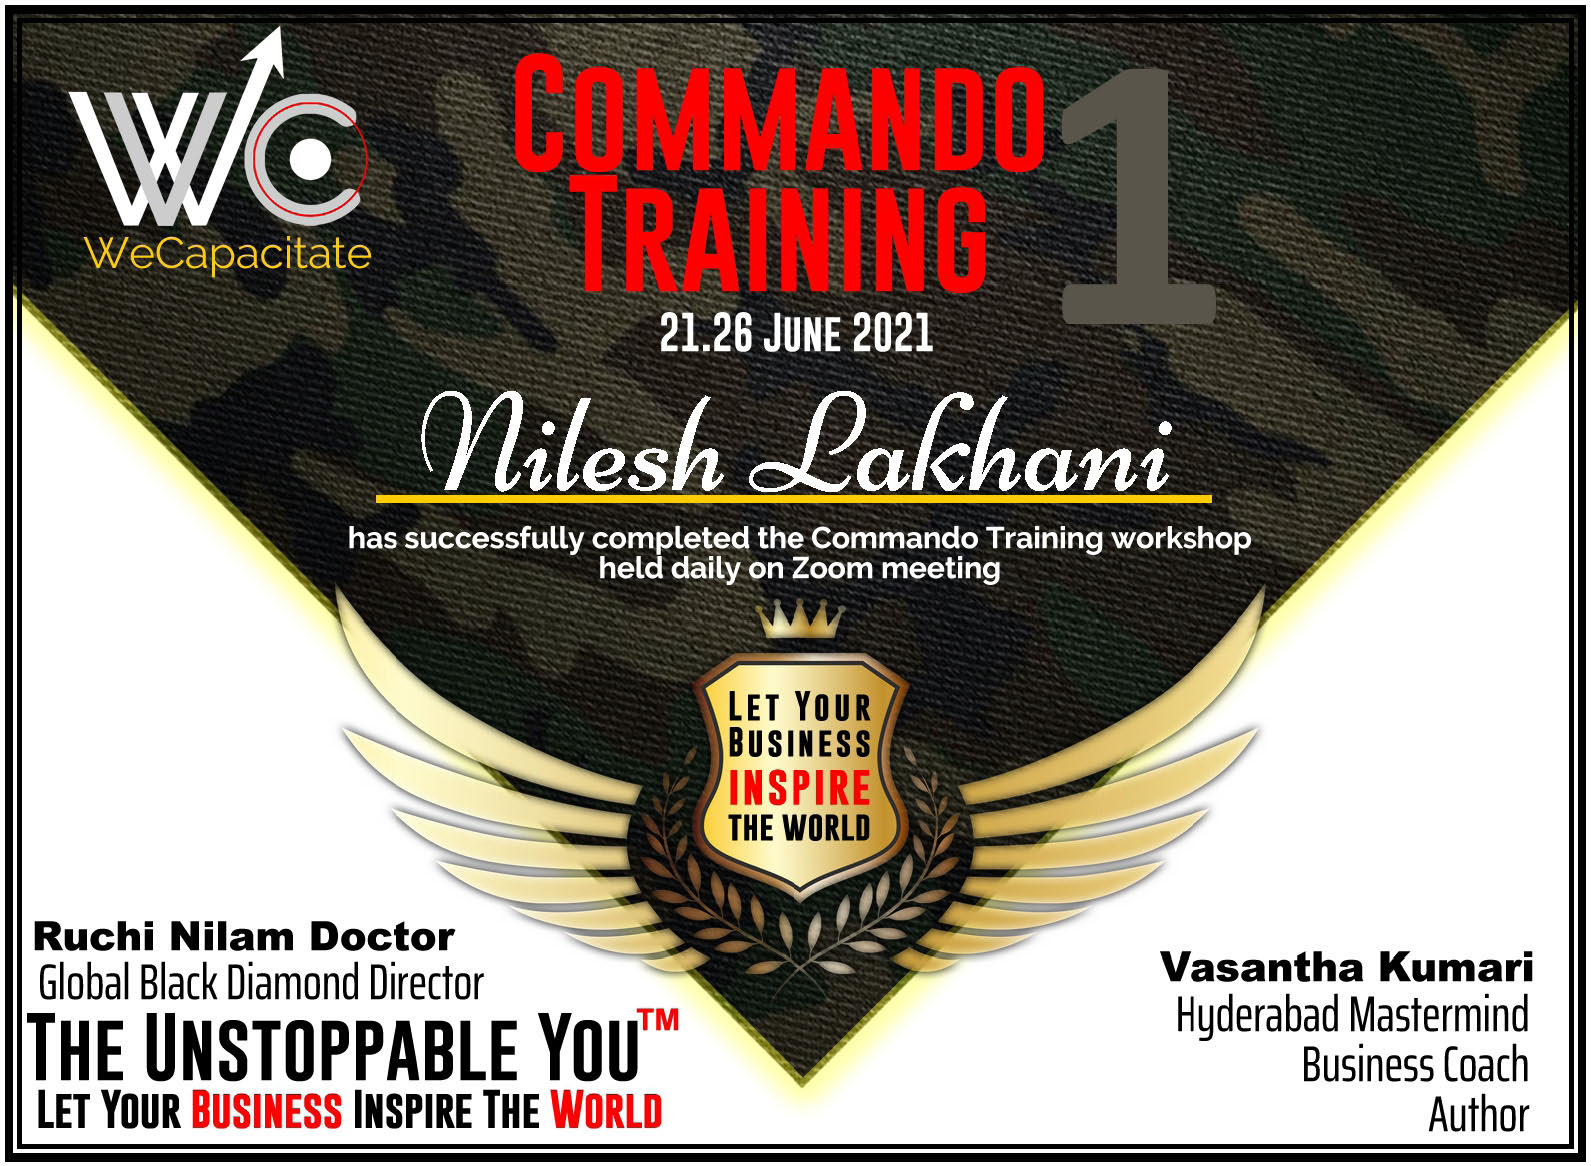 WC
WeCapacitate
COMMANDO
TRAINING
1
21.26 JUNE 2021
Nilesh Lakhani
has successfully completed the Commando Training workshop
held daily on Zoom meeting
LET YOUR
BUSINESS
INSPIRE
THE WORLD
Ruchi Nilam Doctor
Global Black Diamond Director
THE UNSTOPPABLE YOU™
LET YOUR BUSINESS INSPIRE THE WORLD
Vasantha Kumari
Hyderabad Mastermind
Business Coach
Author